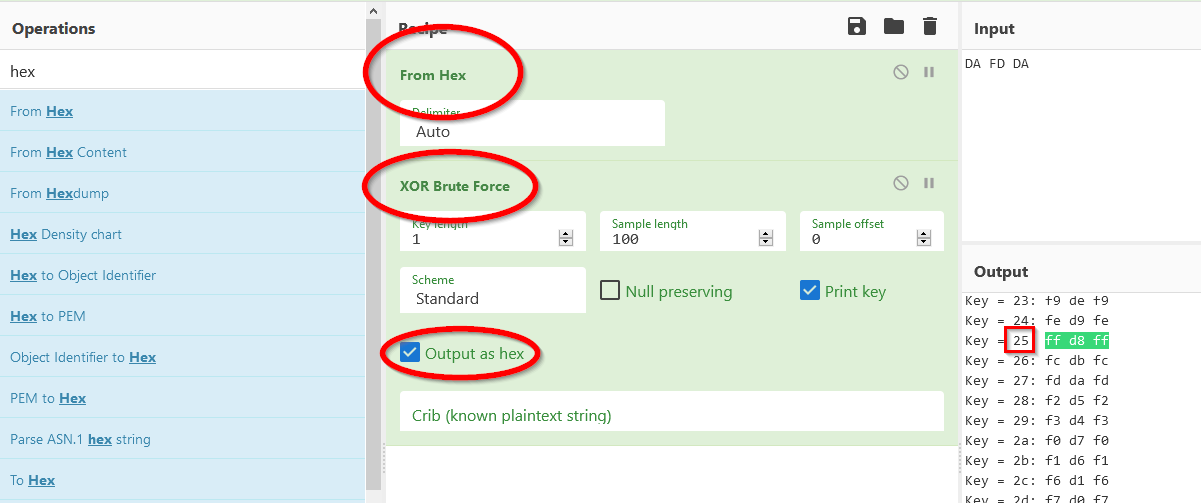 Operations
hex
From Hex
From Hex Content
From Hexdump
Hex Density chart
Hex to Object Identifier
Hex to PEM
Object Identifier to Hex
PEM to Hex
Parse ASN.1 hex string
To Hex
Recipe
From Hex
Delimiter
Auto
XOR Brute Force
Key length
1
Sample length
100
Sample offset
0
Scheme
Standard
Null preserving
Print key
Output as hex
Crib (known plaintext string)
Input
DA FD DA
Output
Key = 23: f9 de f9
Key = 24: fe d9 fe
Key = 25 ff d8 ff
Key = 26: fc db fc
Key = 27: fd da fd
Key = 28: f2 d5 f2
Key = 29: f3 d4 f3
Key = 2a: f0 d7 f0
Key = 2b: f1 d6 f1
Key = 2c: f6 d1 f6
Key = 2d: f7 d0 f7